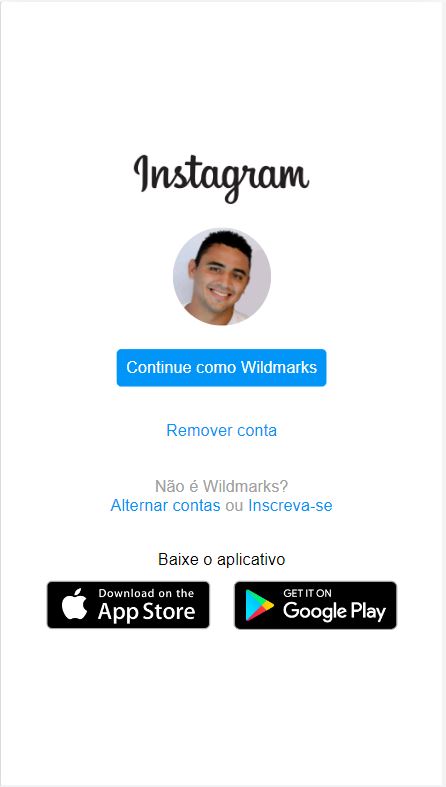 Instagram
Continue como Wildmarks
Remover conta
Não é Wildmarks?
Alternar contas ou Inscreva-se
Baixe o aplicativo
Download on the
App Store
GET IT ON
Google Play